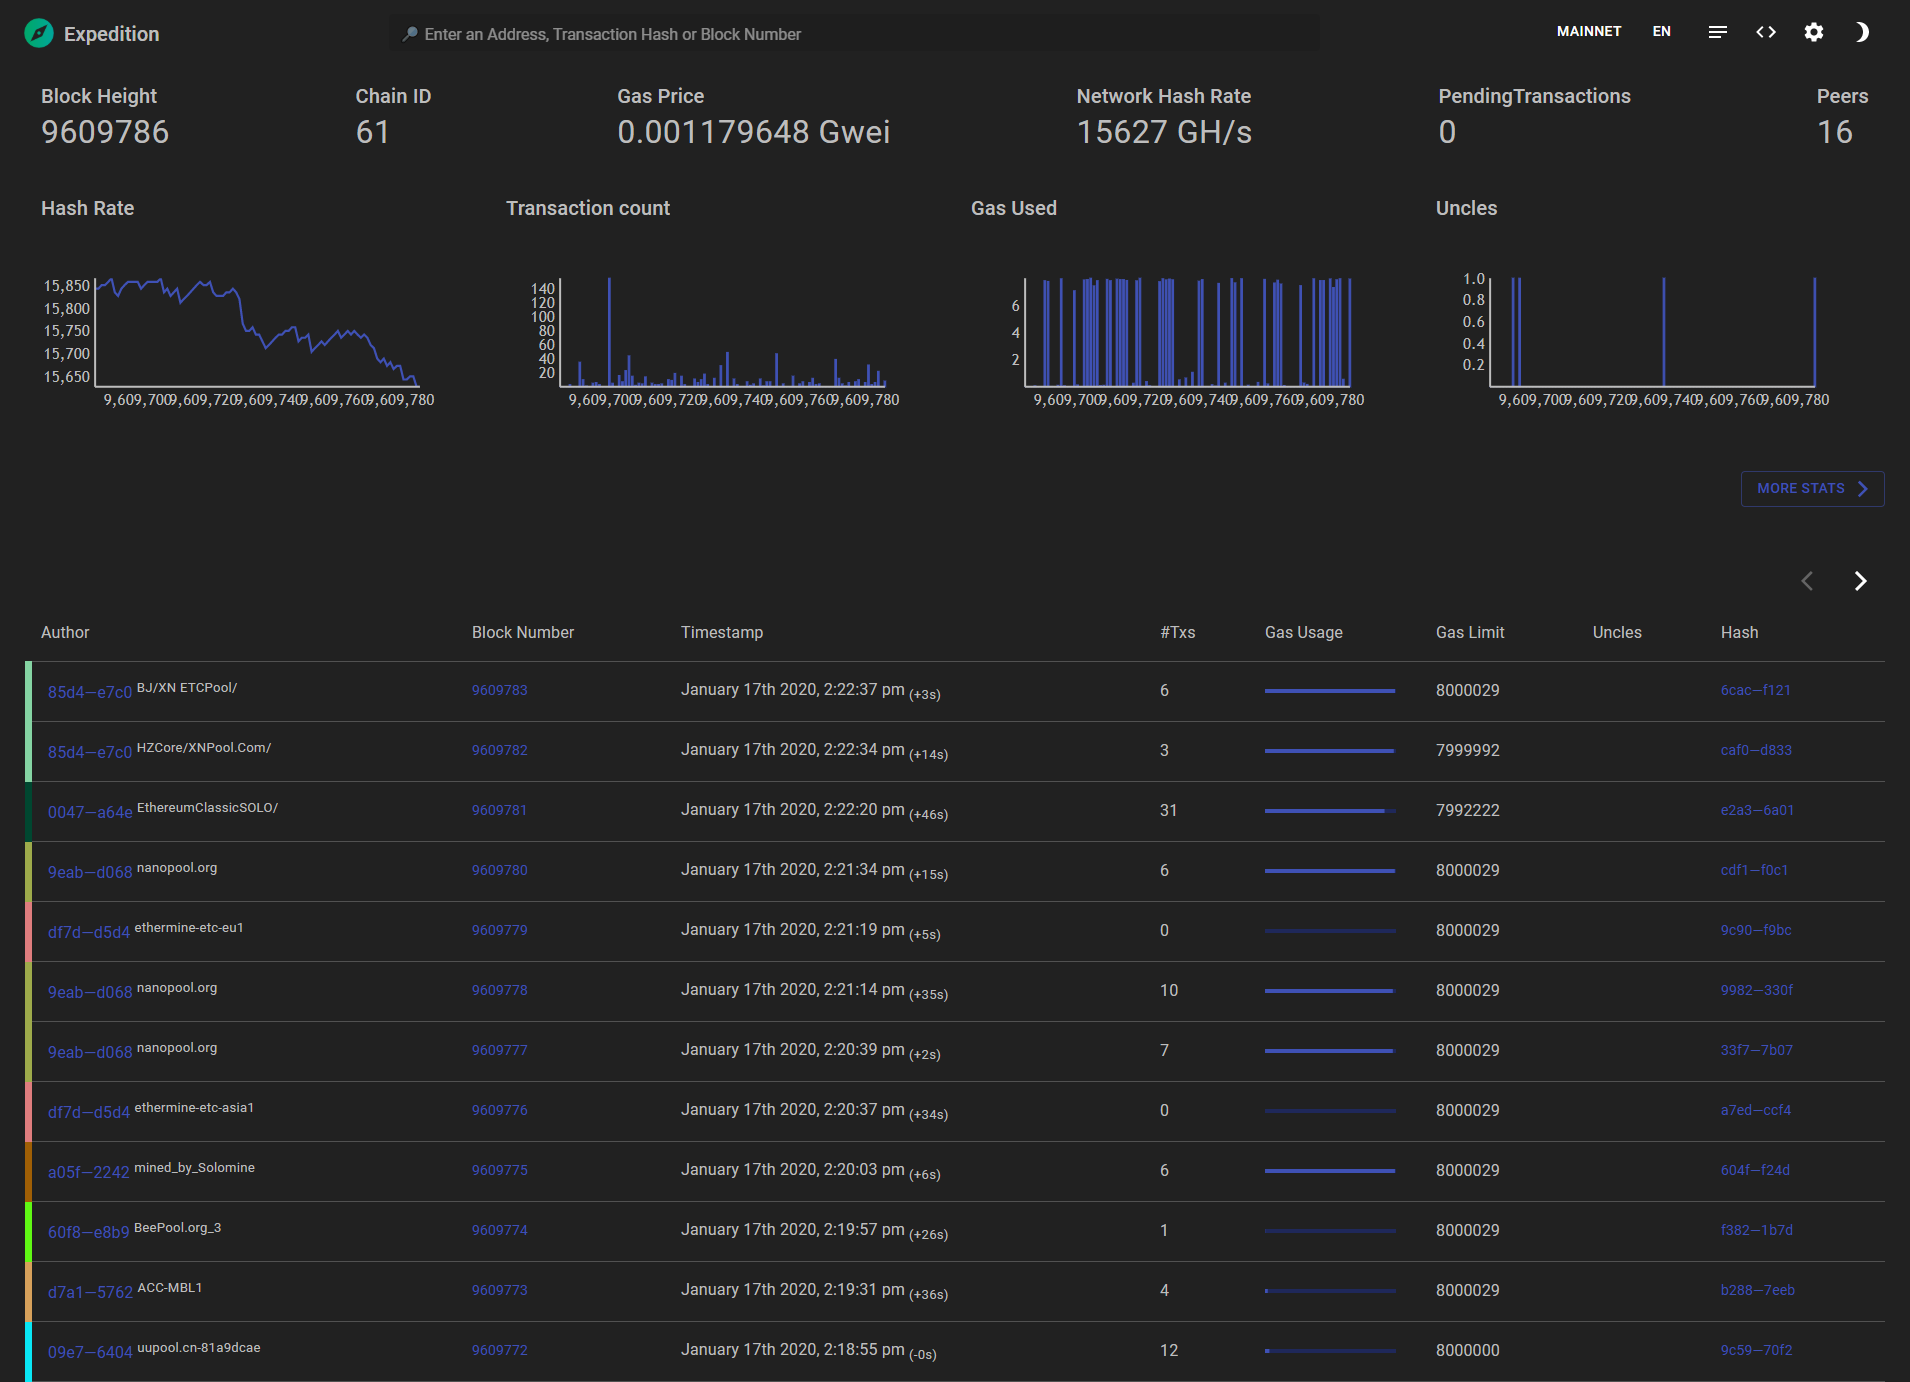 Expedition
Enter an Address, Transaction Hash or Block Number
MAINNET EN
Block Height Chain ID Gas Price Network Hash Rate PendingTransactions Peers
9609786 61 0.001179648 Gwei 15627 GH/s 0 16
Hash Rate Transaction count Gas Used Uncles
15,850
15,800
15,750
15,700
15,650
9,609,700 9,609,720 9,609,740 9,609,760 9,609,780
140
120
100
80
60
40
20
9,609,700 9,609,720 9,609,740 9,609,760 9,609,780
6
4
2
9,609,700 9,609,720 9,609,740 9,609,760 9,609,780
1.0
0.8
0.6
0.4
0.2
9,609,700 9,609,720 9,609,740 9,609,760 9,609,780
MORE STATS
Author Block Number Timestamp #Txs Gas Usage Gas Limit Uncles Hash
85d4—e7c0 BJ/XN ETCPool/ 9609783 January 17th 2020, 2:22:37 pm (+3s) 6 8000029 6cac—f121
85d4—e7c0 HZCore/XNPool.Com/ 9609782 January 17th 2020, 2:22:34 pm (+14s) 3 7999992 caf0—d833
0047—a64e EthereumClassicSOLO/ 9609781 January 17th 2020, 2:22:20 pm (+46s) 31 7992222 e2a3—6a01
9eab—d068 nanopool.org 9609780 January 17th 2020, 2:21:34 pm (+15s) 6 8000029 cdf1—f0c1
df7d—d5d4 ethermine-etc-eu1 9609779 January 17th 2020, 2:21:19 pm (+5s) 0 8000029 9c90—f9bc
9eab—d068 nanopool.org 9609778 January 17th 2020, 2:21:14 pm (+35s) 10 8000029 9982—330f
9eab—d068 nanopool.org 9609777 January 17th 2020, 2:20:39 pm (+2s) 7 8000029 33f7—7b07
df7d—d5d4 ethermine-etc-asia1 9609776 January 17th 2020, 2:20:37 pm (+34s) 0 8000029 a7ed—ccf4
a05f—2242 mined_by_Solomine 9609775 January 17th 2020, 2:20:03 pm (+6s) 6 8000029 604f—f24d
60f8—e8b9 BeePool.org_3 9609774 January 17th 2020, 2:19:57 pm (+26s) 1 8000029 f382—1b7d
d7a1—5762 ACC-MBL1 9609773 January 17th 2020, 2:19:31 pm (+36s) 4 8000029 b288—7eeb
09e7—6404 uupool.cn-81a9dcae 9609772 January 17th 2020, 2:18:55 pm (-0s) 12 8000000 9c59—70f2